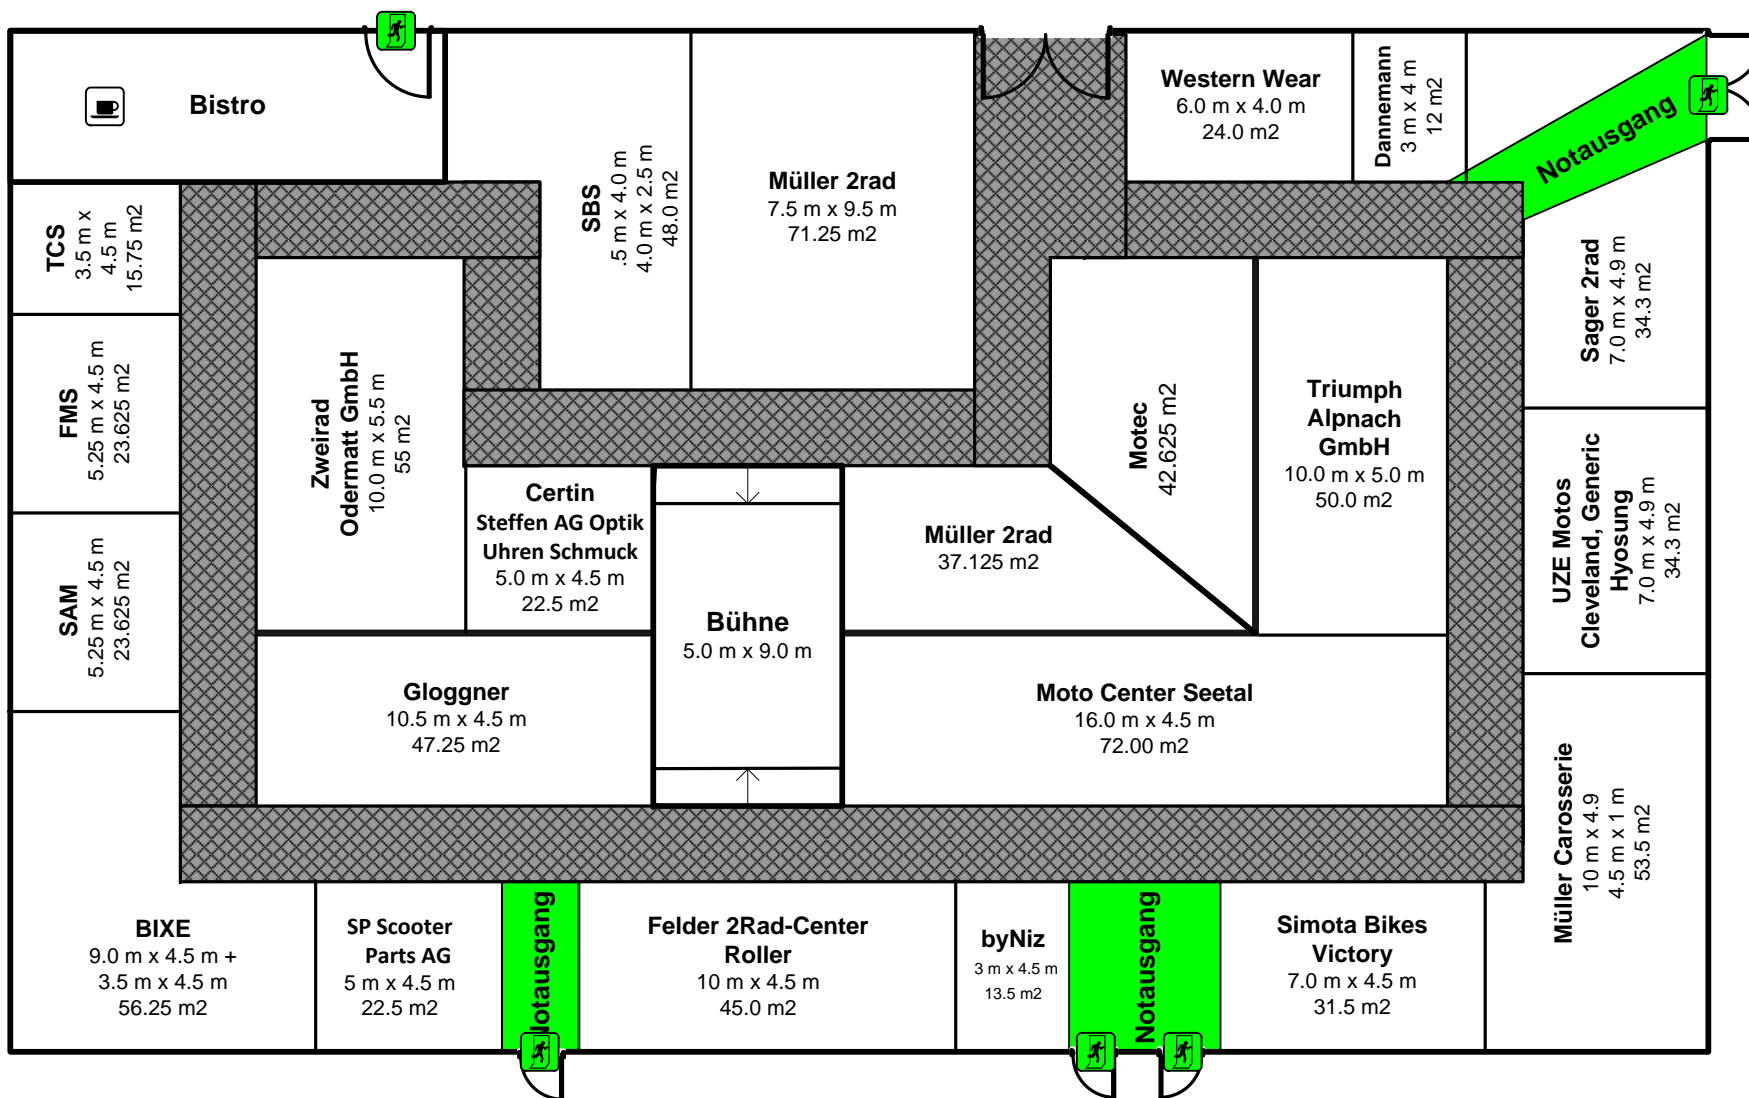 Bistro
SBS
.5 m x 4.0 m
4.0 m x 2.5 m
48.0 m2
Müller 2rad
7.5 m x 9.5 m
71.25 m2
Western Wear
6.0 m x 4.0 m
24.0 m2
Dannemann
3 m x 4 m
12 m2
Notausgang
TCS
3.5 m x
4.5 m
15.75 m2
FMS
5.25 m x 4.5 m
23.625 m2
SAM
5.25 m x 4.5 m
23.625 m2
Zweirad
Odermatt GmbH
10.0 m x 5.5 m
55 m2
Certin
Steffen AG Optik
Uhren Schmuck
5.0 m x 4.5 m
22.5 m2
Bühne
5.0 m x 9.0 m
Müller 2rad
37.125 m2
Motec
42.625 m2
Triumph
Alpnach
GmbH
10.0 m x 5.0 m
50.0 m2
Sager 2rad
7.0 m x 4.9 m
34.3 m2
UZE Motos
Cleveland, Generic
Hyosung
7.0 m x 4.9 m
34.3 m2
Gloggner
10.5 m x 4.5 m
47.25 m2
Moto Center Seetal
16.0 m x 4.5 m
72.00 m2
Müller Carosserie
10 m x 4.9
4.5 m x 1 m
53.5 m2
BIXE
9.0 m x 4.5 m +
3.5 m x 4.5 m
56.25 m2
SP Scooter
Parts AG
5 m x 4.5 m
22.5 m2
Notausgang
Felder 2Rad-Center
Roller
10 m x 4.5 m
45.0 m2
byNiz
3 m x 4.5 m
13.5 m2
Notausgang
Simota Bikes
Victory
7.0 m x 4.5 m
31.5 m2